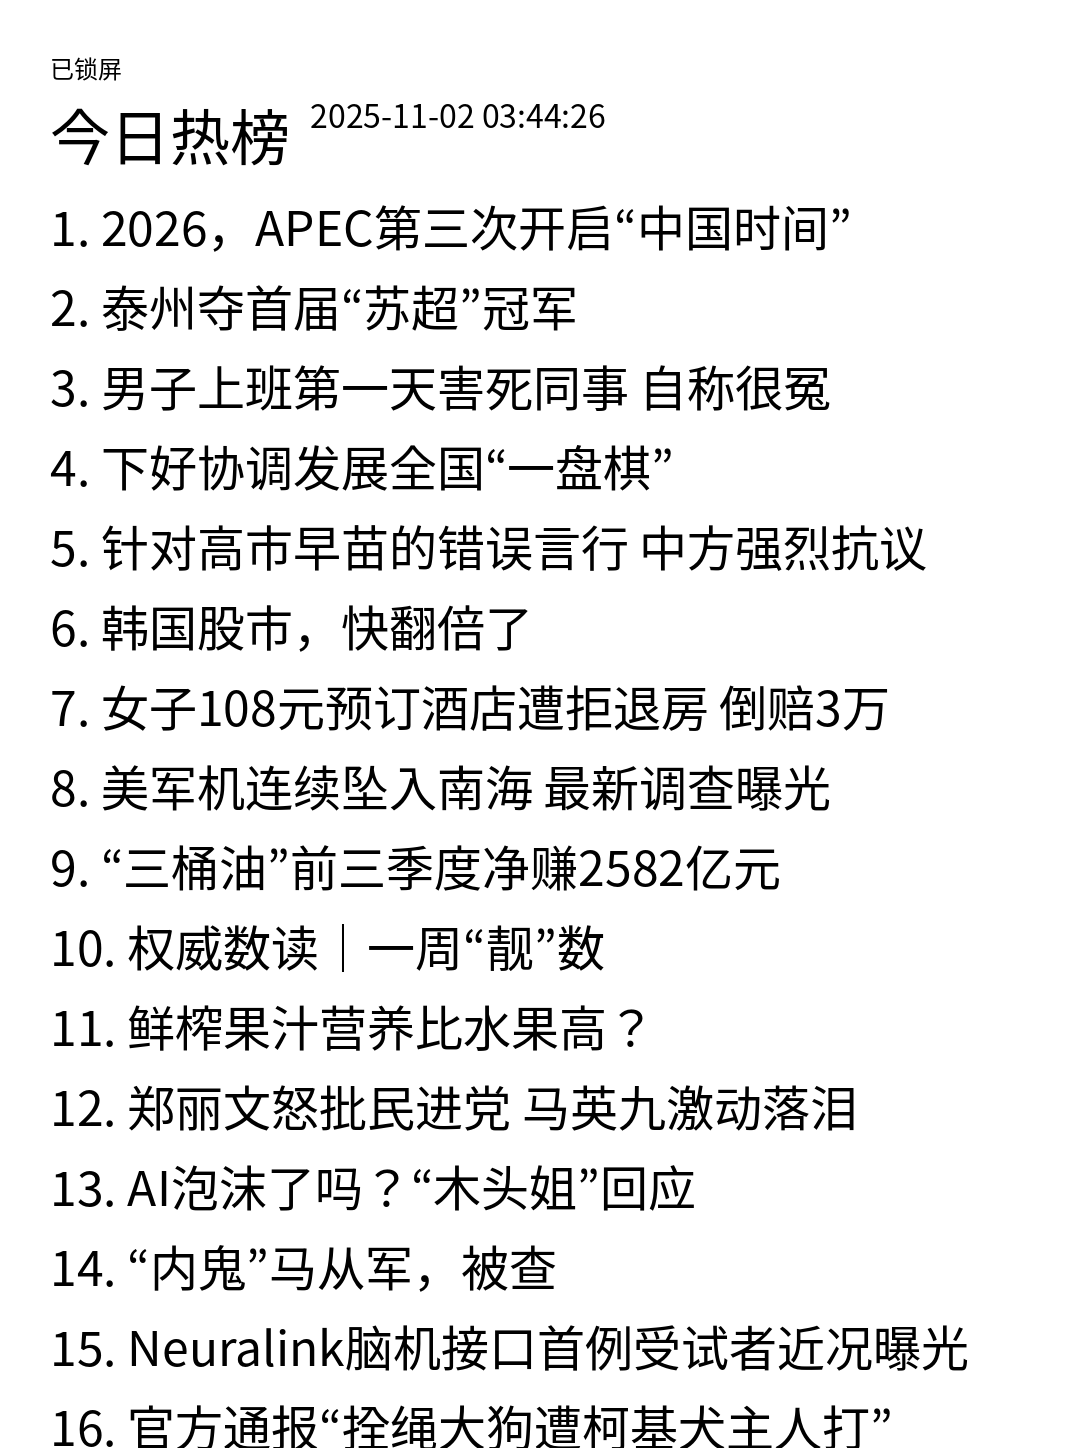 已锁屏
今日热榜 2025-11-02 03:44:26
1. 2026，APEC第三次开启“中国时间”
2. 泰州夺首届“苏超”冠军
3. 男子上班第一天害死同事 自称很冤
4. 下好协调发展全国“一盘棋”
5. 针对高市早苗的错误言行 中方强烈抗议
6. 韩国股市，快翻倍了
7. 女子108元预订酒店遭拒退房 倒赔3万
8. 美军机连续坠入南海 最新调查曝光
9. “三桶油”前三季度净赚2582亿元
10. 权威数读｜一周“靓”数
11. 鲜榨果汁营养比水果高？
12. 郑丽文怒批民进党 马英九激动落泪
13. AI泡沫了吗？“木头姐”回应
14. “内鬼”马从军，被查
15. Neuralink脑机接口首例受试者近况曝光
16. 官方通报“拴绳大狗遭柯基犬主人打”